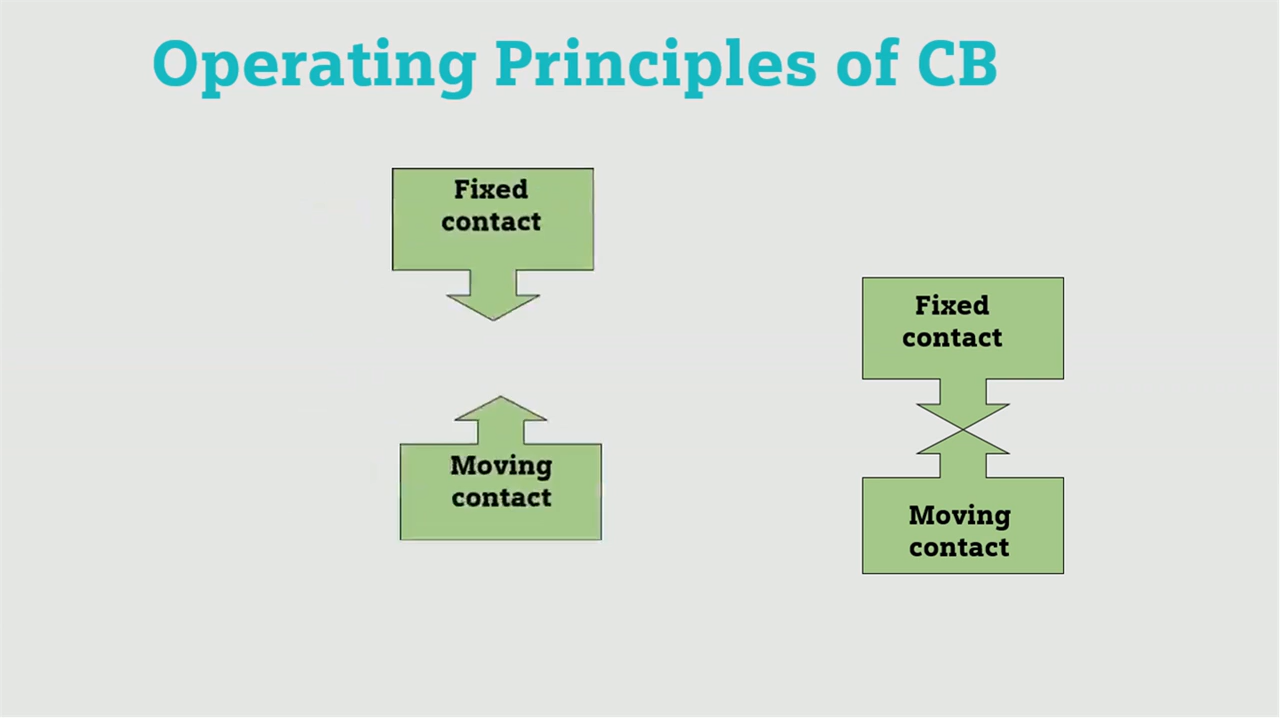 Operating Principles of CB
Fixed
contact
Moving
contact
Fixed
contact
Moving
contact